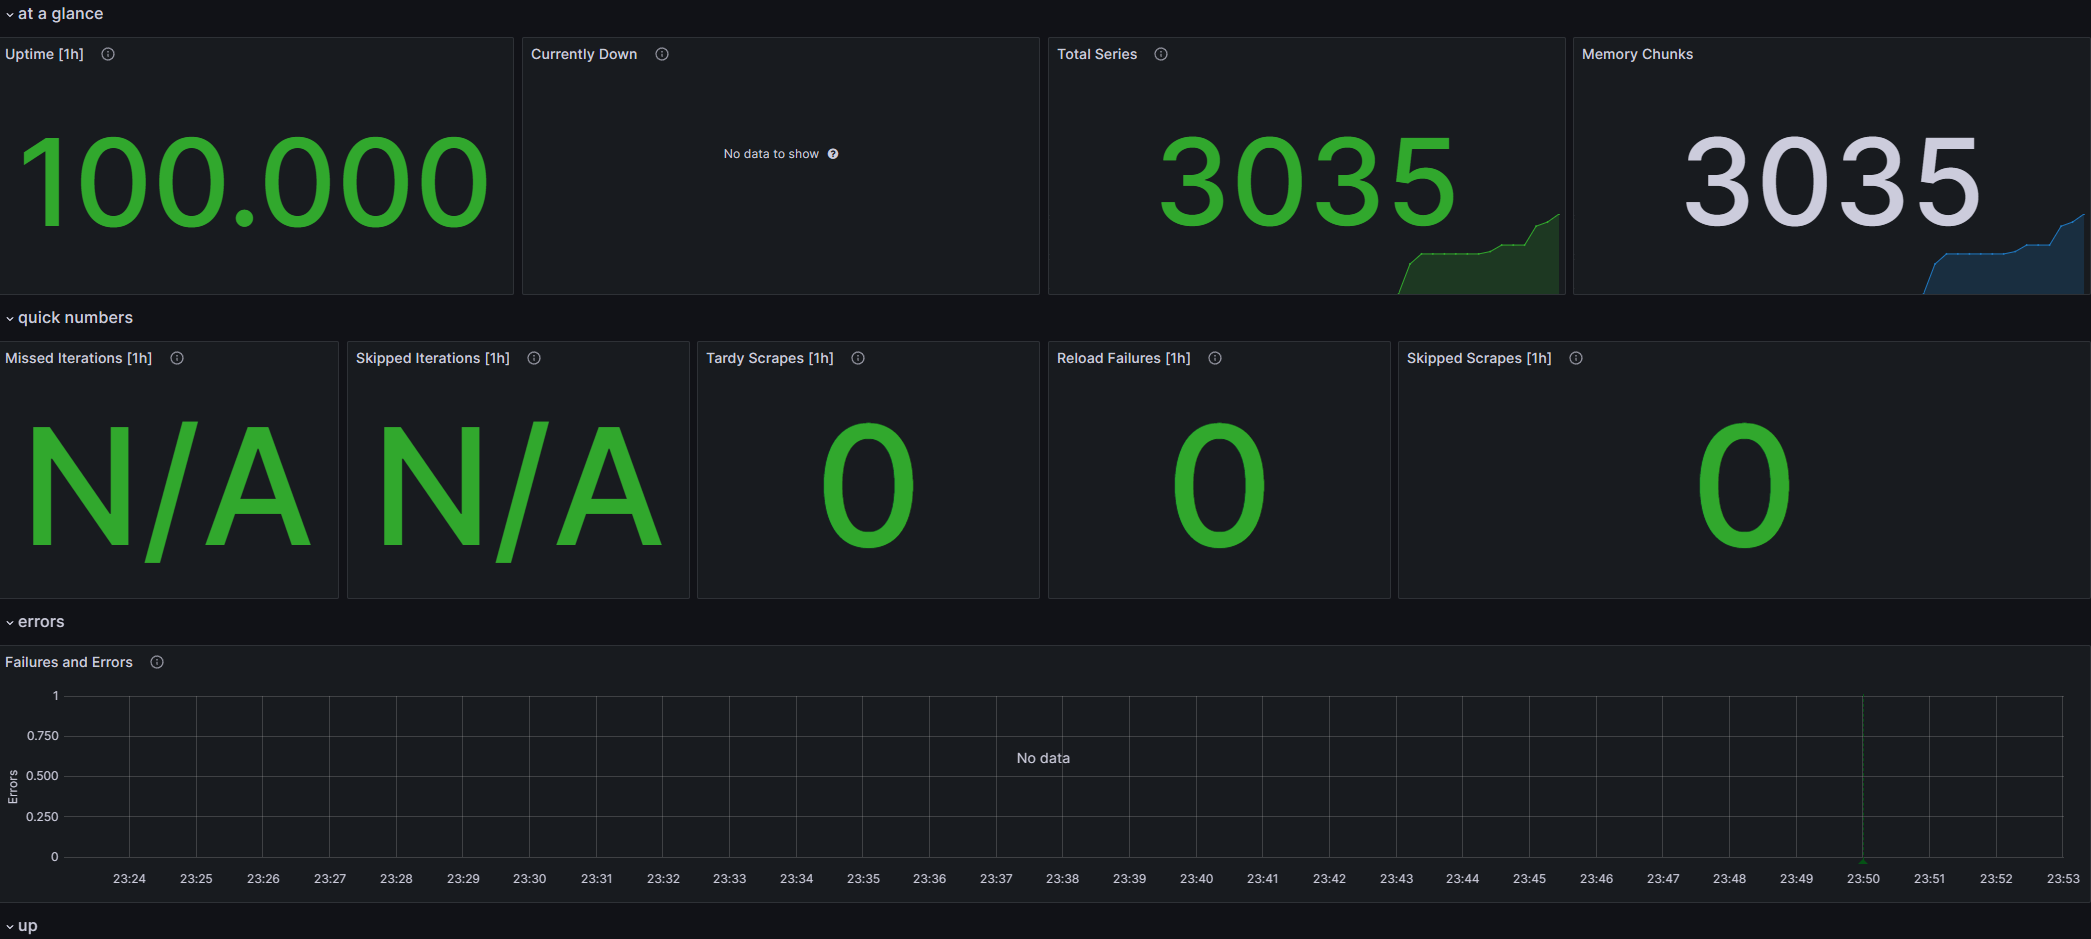 at a glance
Uptime [1h]
Currently Down
Total Series
Memory Chunks
100.000
No data to show
3035
3035
quick numbers
Missed Iterations [1h]
Skipped Iterations [1h]
Tardy Scrapes [1h]
Reload Failures [1h]
Skipped Scrapes [1h]
N/A
N/A
0
0
0
errors
Failures and Errors
Errors
1
0.750
0.500
0.250
0
No data
23:24 23:25 23:26 23:27 23:28 23:29 23:30 23:31 23:32 23:33 23:34 23:35 23:36 23:37 23:38 23:39 23:40 23:41 23:42 23:43 23:44 23:45 23:46 23:47 23:48 23:49 23:50 23:51 23:52 23:53
up